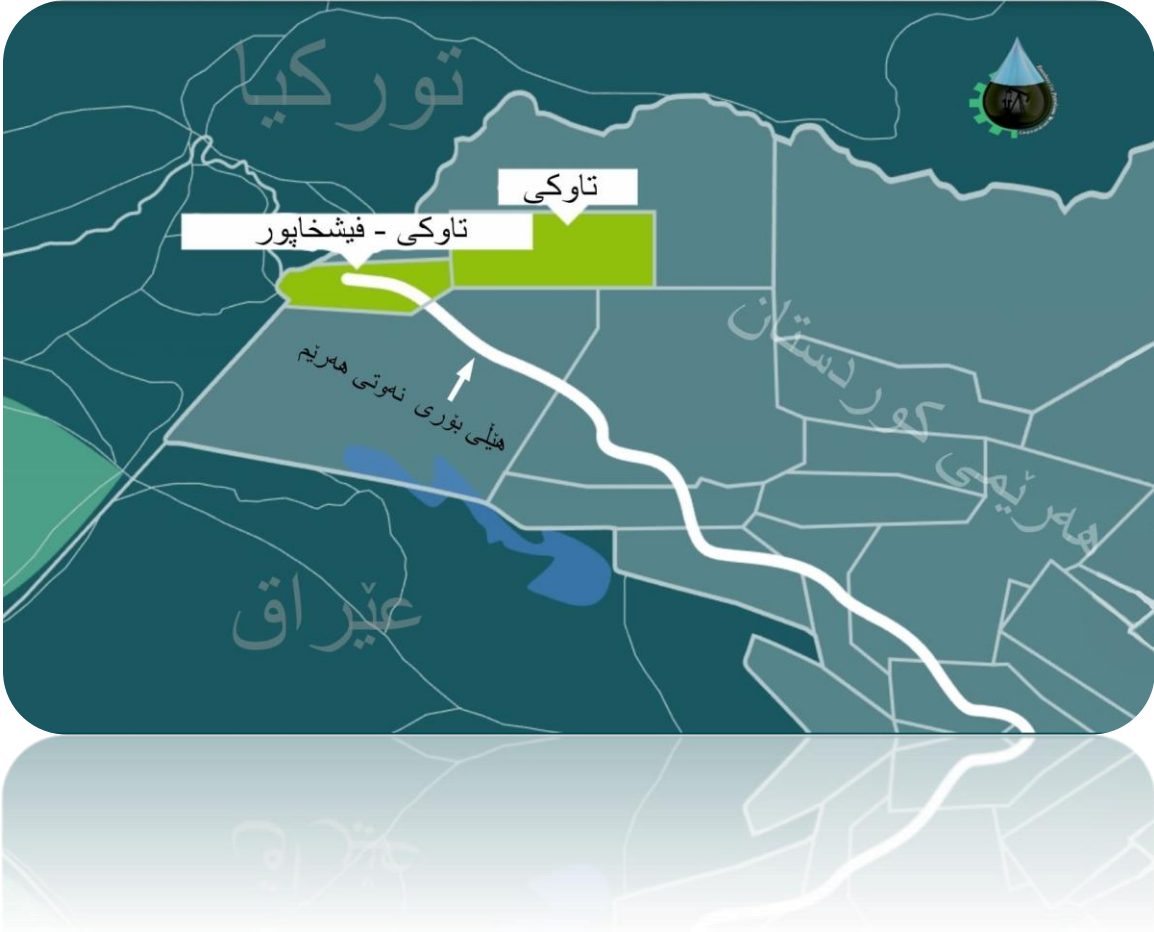 تورکیا
تاوکی
تاوکی - فیشخاپور
هێڵی بۆری نەوتی هەرێم
هەرێمی کوردستان
عێراق